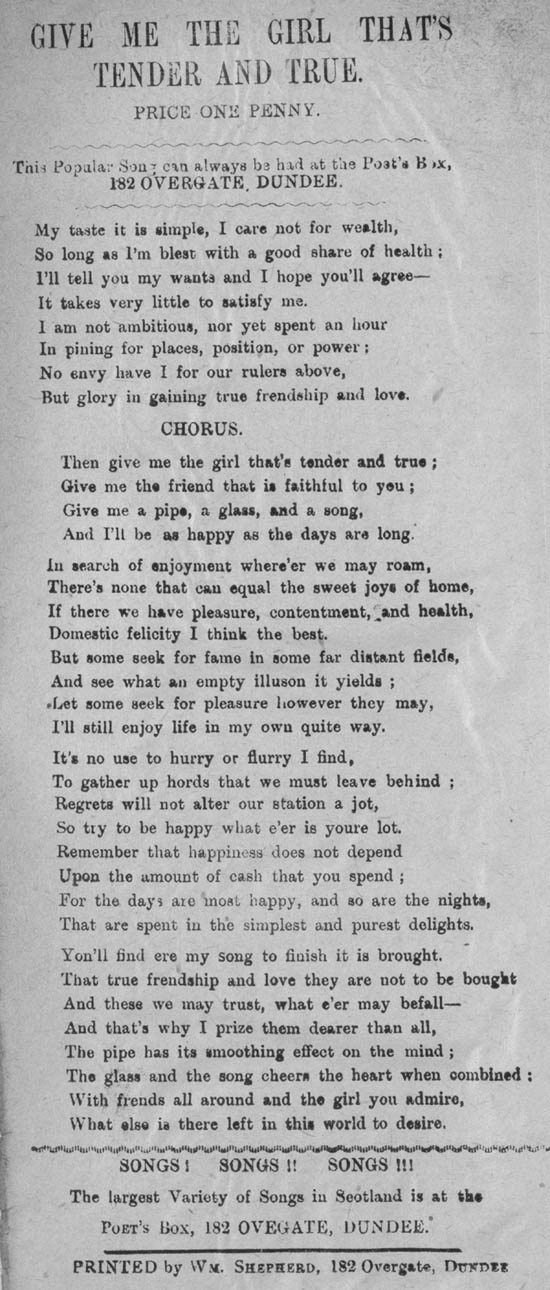 GIVE ME THE GIRL THAT'S
TENDER AND TRUE.
PRICE ONE PENNY.
This Popular Song can always be had at the Poet's Box,
182 OVERGATE, DUNDEE.
My taste it is simple, I care not for wealth,
So long as I'm blest with a good share of health ;
I'll tell you my wants and I hope you'll agree—
It takes very little to satisfy me.
I am not ambitious, nor yet spent an hour
In pining for places, position, or power ;
No envy have I for our rulers above,
But glory in gaining true frendship and love.
CHORUS.
Then give me the girl that's tender and true ;
Give me the friend that is faithful to you ;
Give me a pipe, a glass, and a song,
And I'll be as happy as the days are long.
In search of enjoyment where'er we may roam,
There's none that can equal the sweet joys of home,
If there we have pleasure, contentment, and health,
Domestic felicity I think the best.
But some seek for fame in some far distant fields,
And see what an empty illuson it yields ;
Let some seek for pleasure however they may,
I'll still enjoy life in my own quite way.
It's no use to hurry or flurry I find,
To gather up hords that we must leave behind ;
Regrets will not alter our station a jot,
So try to be happy what e'er is youre lot.
Remember that happiness does not depend
Upon the amount of cash that you spend ;
For the days are most happy, and so are the nights,
That are spent in the simplest and purest delights.
Yon'll find ere my song to finish it is brought.
That true frendship and love they are not to be bought
And these we may trust, what e'er may befall—
And that's why I prize them dearer than all,
The pipe has its smoothing effect on the mind ;
The glass and the song cheers the heart when combined ;
With frends all around and the girl you admire,
What else is there left in this world to desire.
SONGS ! SONGS !! SONGS !!!
The largest Variety of Songs in Scotland is at the
POET'S BOX, 182 OVEGATE, DUNDEE.
PRINTED by WM. SHEPHERD, 182 Overgate, DUNDEE